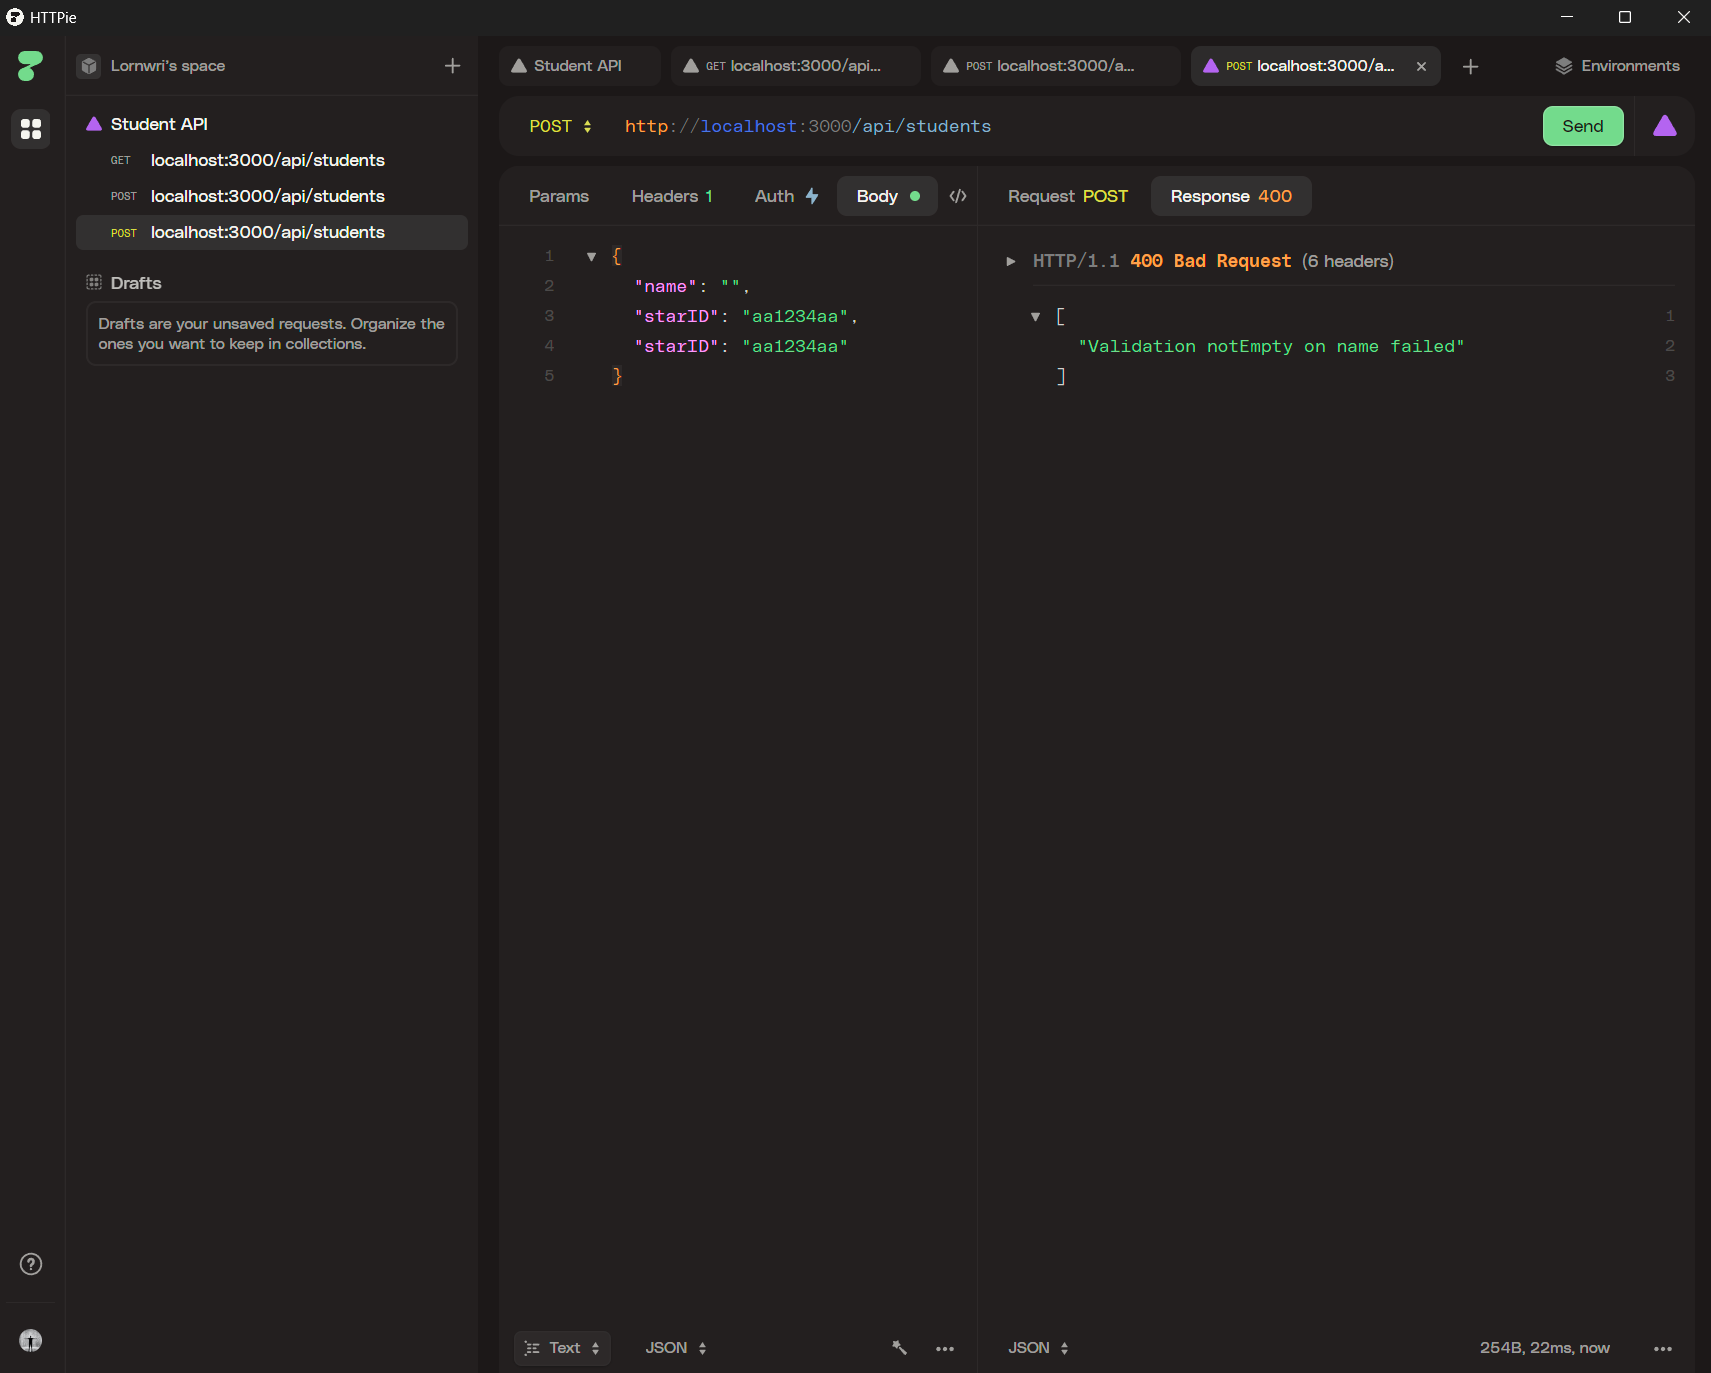 HTTPie
Lornwri's space
Student API
GET localhost:3000/api/students
POST localhost:3000/api/students
POST localhost:3000/api/students
Drafts
Drafts are your unsaved requests. Organize the
ones you want to keep in collections.
Student API
GET localhost:3000/api...
POST localhost:3000/a...
POST localhost:3000/a...
Environments
POST http://localhost:3000/api/students
Send
Params
Headers 1
Auth
Body
</>
1 {
2 "name": "",
3 "starID": "aa1234aa",
4 "starID": "aa1234aa"
5 }
Text
JSON
Request POST
Response 400
HTTP/1.1 400 Bad Request (6 headers)
[ 1
"Validation notEmpty on name failed" 2
] 3
JSON
254B, 22ms, now